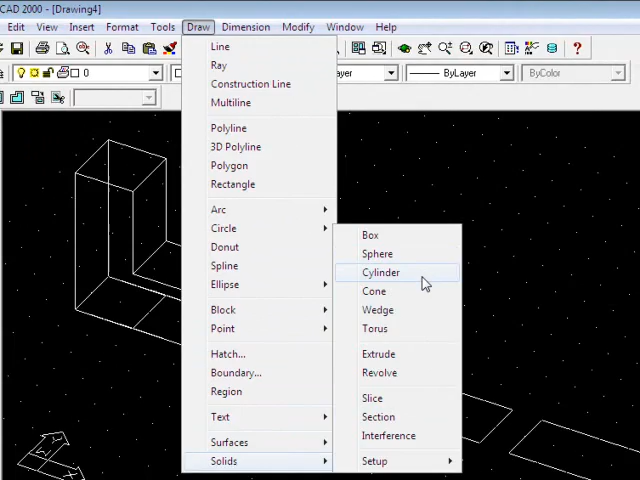 CAD 2000 - [Drawing4]
Edit View Insert Format Tools Draw Dimension Modify Window Help
0 ayer ByLayer ByColor
Line
Ray
Construction Line
Multiline
Polyline
3D Polyline
Polygon
Rectangle
Arc
Circle
Donut
Spline
Ellipse
Block
Point
Hatch...
Boundary...
Region
Text
Surfaces
Solids
Box
Sphere
Cylinder
Cone
Wedge
Torus
Extrude
Revolve
Slice
Section
Interference
Setup
Y
X